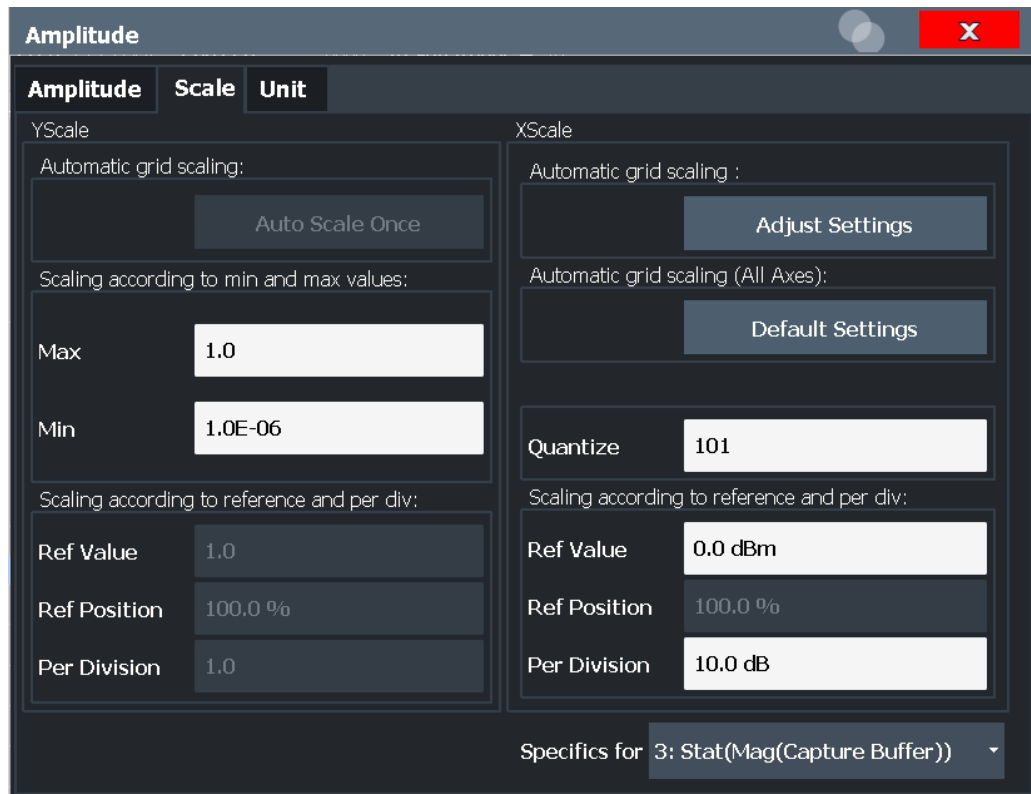 Amplitude
X
Amplitude Scale Unit
YScale
Automatic grid scaling:
Auto Scale Once
Scaling according to min and max values:
Max 1.0
Min 1.0E-06
Scaling according to reference and per div:
Ref Value 1.0
Ref Position 100.0 %
Per Division 1.0
XScale
Automatic grid scaling :
Adjust Settings
Automatic grid scaling (All Axes):
Default Settings
Quantize 101
Scaling according to reference and per div:
Ref Value 0.0 dBm
Ref Position 100.0 %
Per Division 10.0 dB
Specifics for 3: Stat(Mag(Capture Buffer))